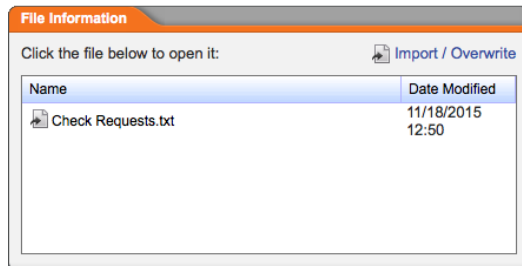 File Information
Click the file below to open it:
Import / Overwrite
Name
Date Modified
Check Requests.txt
11/18/2015
12:50